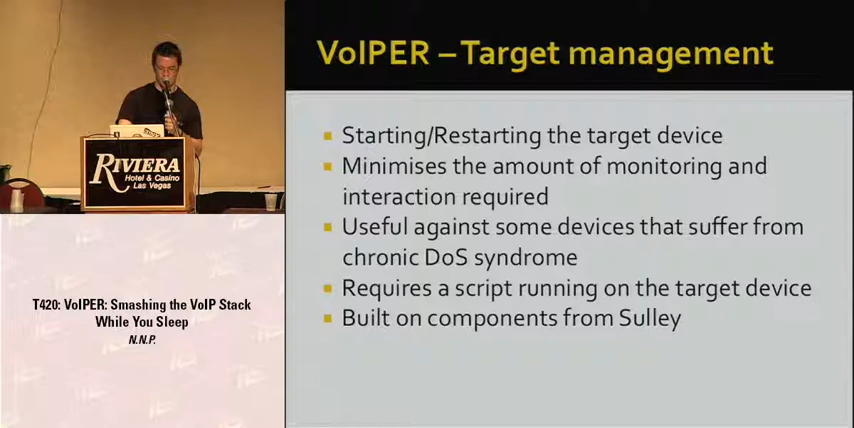 VoIPER – Target management
Starting/Restarting the target device
Minimises the amount of monitoring and
interaction required
Useful against some devices that suffer from
chronic DoS syndrome
Requires a script running on the target device
Built on components from Sulley
RIVIERA
Hotel & Casino
Las Vegas
T420: VoIPER: Smashing the VoIP Stack
While You Sleep
N.N.P.